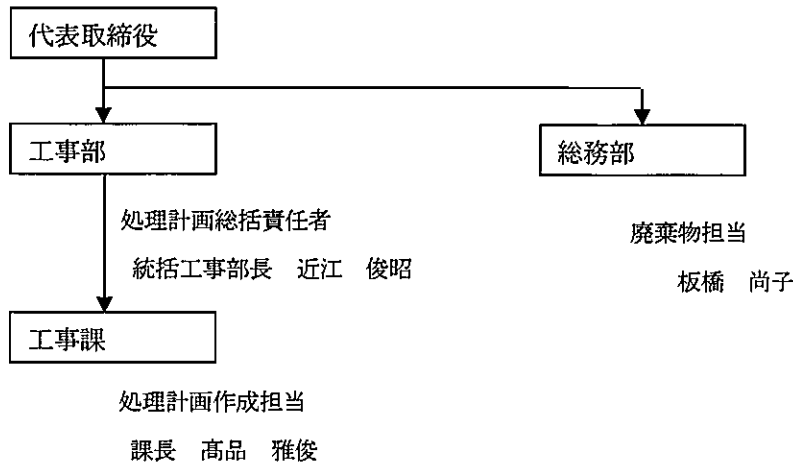 代表取締役
工事部
総務部
処理計画総括責任者
統括工事部長　近江　俊昭
廃棄物担当
板橋　尚子
工事課
処理計画作成担当
課長　髙品　雅俊